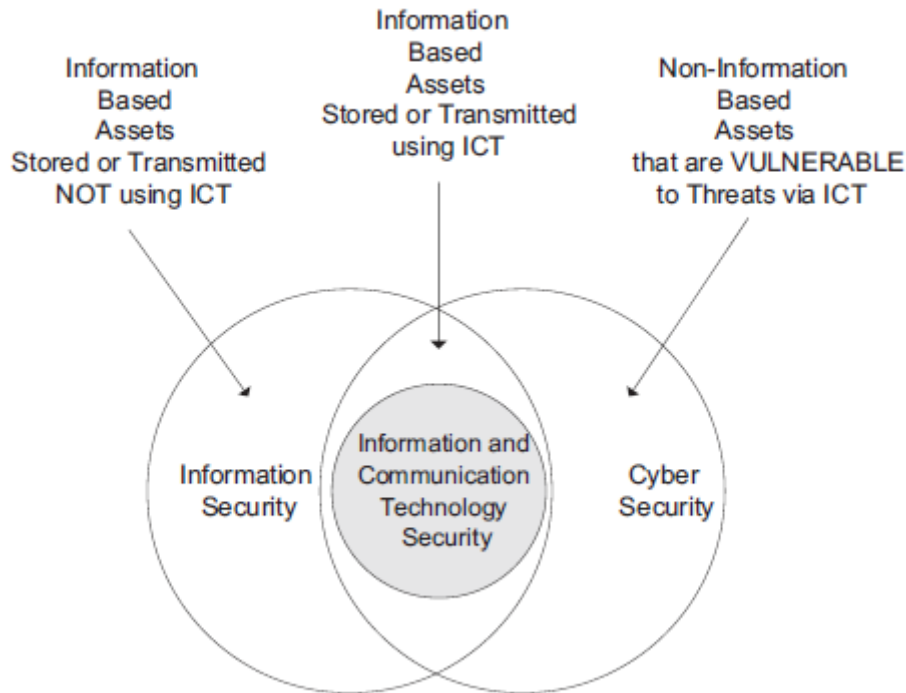 Information
Based
Assets
Stored or Transmitted
NOT using ICT
Information
Based
Assets
Stored or Transmitted
using ICT
Non-Information
Based
Assets
that are VULNERABLE
to Threats via ICT
Information
Security
Information and
Communication
Technology
Security
Cyber
Security